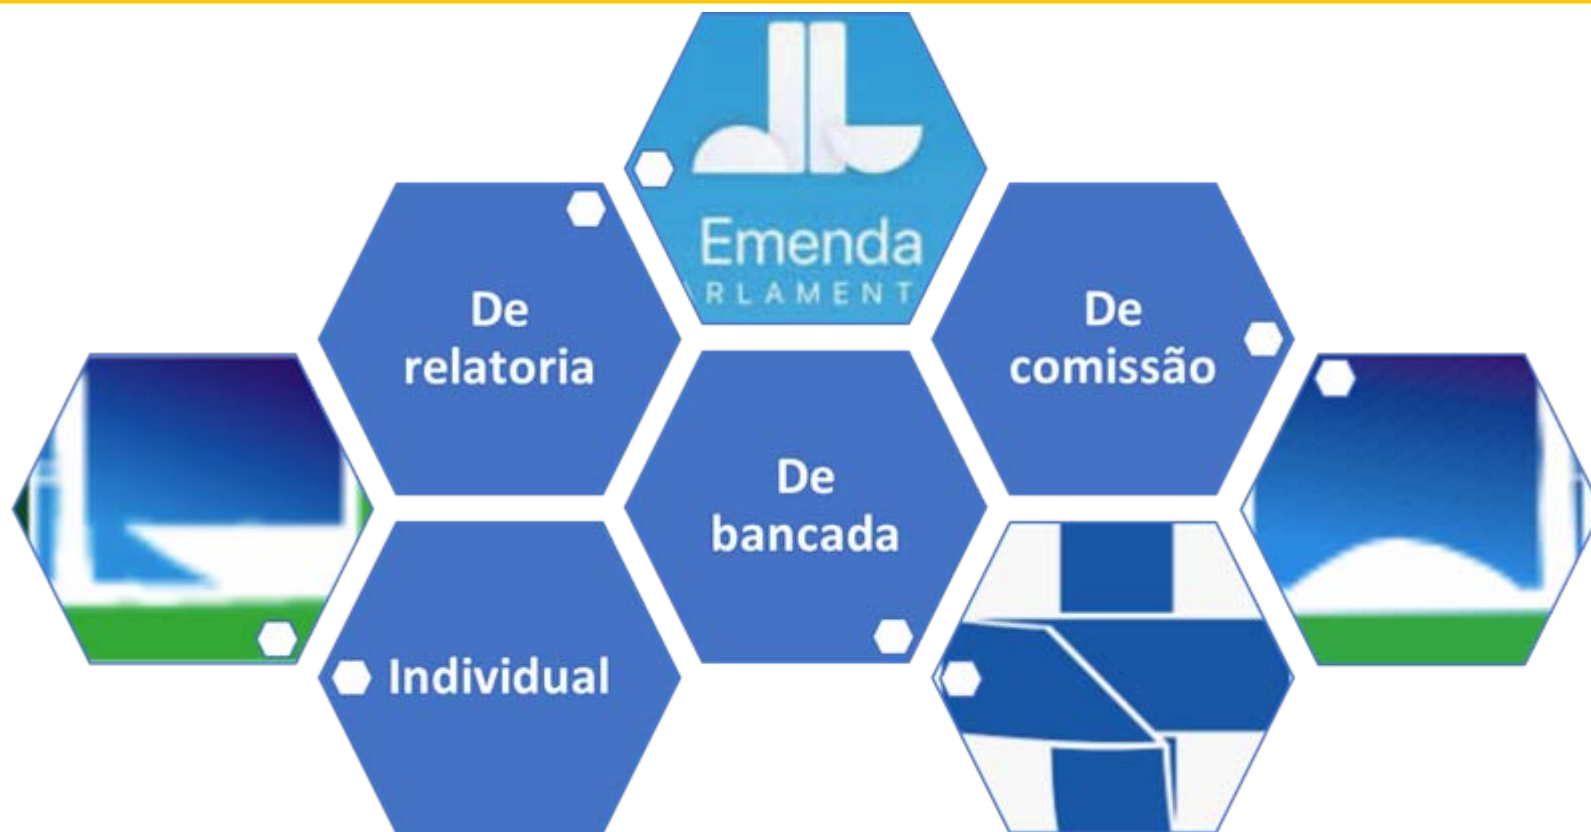 Emenda
RLAMENT
De
relatoria
De
comissão
De
bancada
Individual